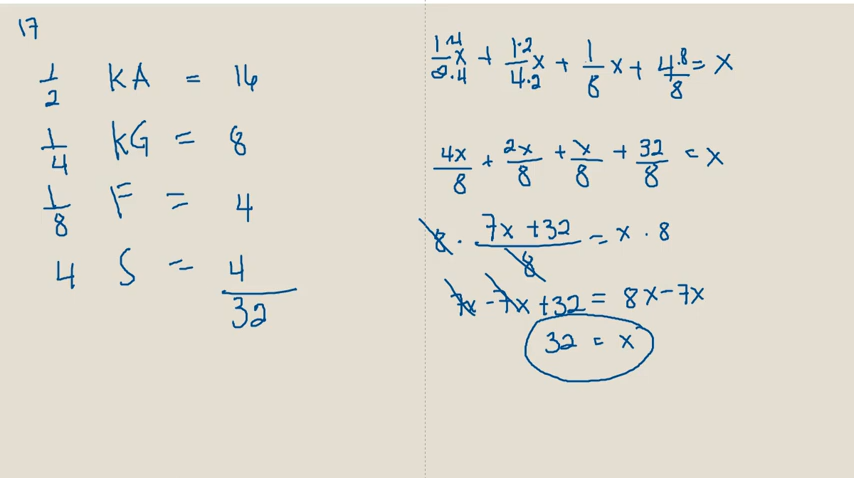 17
1/2 KA = 16
1/4 KG = 8
1/8 F = 4
4 S = 4
32
1·4/2·4 x + 1·2/4·2 x + 1/8 x + 4·8/8 = x
4x/8 + 2x/8 + x/8 + 32/8 = x
8 · 7x + 32/8 = x · 8
7x - 7x + 32 = 8x - 7x
32 = x